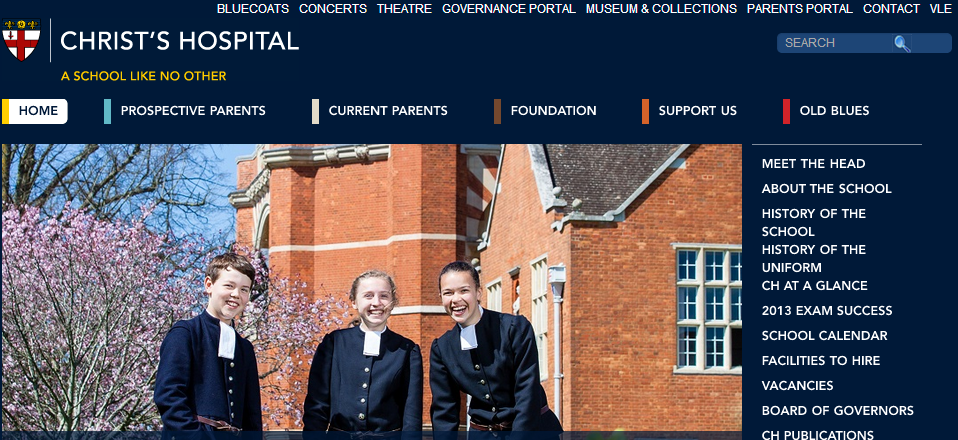 BLUECOATS CONCERTS THEATRE GOVERNANCE PORTAL MUSEUM & COLLECTIONS PARENTS PORTAL CONTACT VLE
CHRIST'S HOSPITAL
A SCHOOL LIKE NO OTHER
SEARCH
HOME PROSPECTIVE PARENTS CURRENT PARENTS FOUNDATION SUPPORT US OLD BLUES
MEET THE HEAD
ABOUT THE SCHOOL
HISTORY OF THE
SCHOOL
HISTORY OF THE
UNIFORM
CH AT A GLANCE
2013 EXAM SUCCESS
SCHOOL CALENDAR
FACILITIES TO HIRE
VACANCIES
BOARD OF GOVERNORS
CH PUBLICATIONS